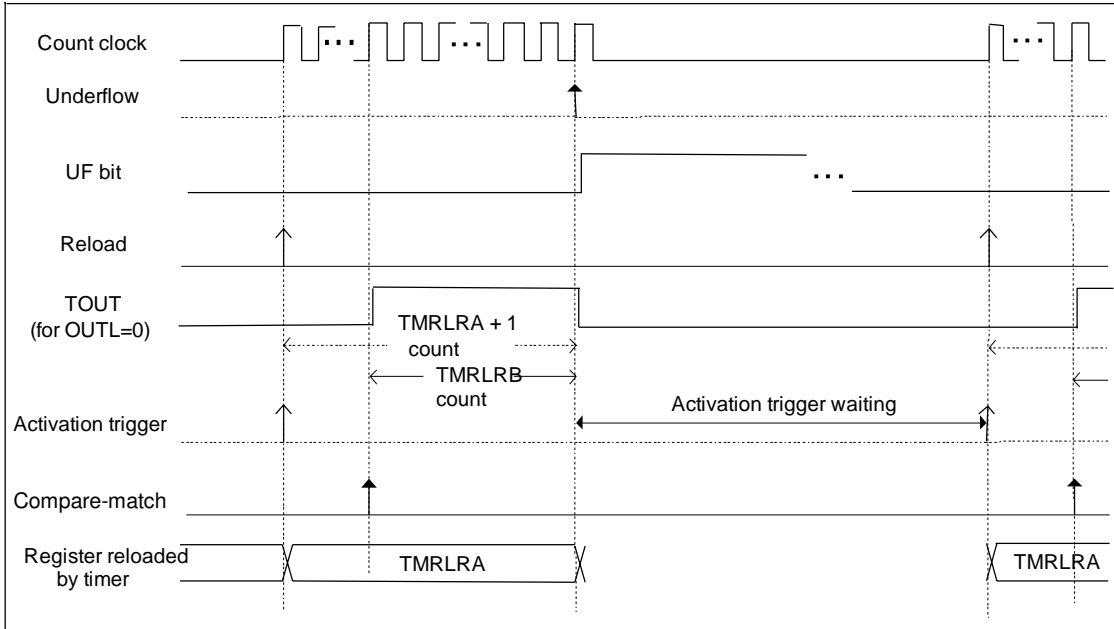 Count clock
Underflow
UF bit
Reload
TOUT
(for OUTL=0)
TMRLRA + 1
count
TMRLRB
count
Activation trigger waiting
Activation trigger
Compare-match
Register reloaded
by timer
TMRLRA
TMRLRA